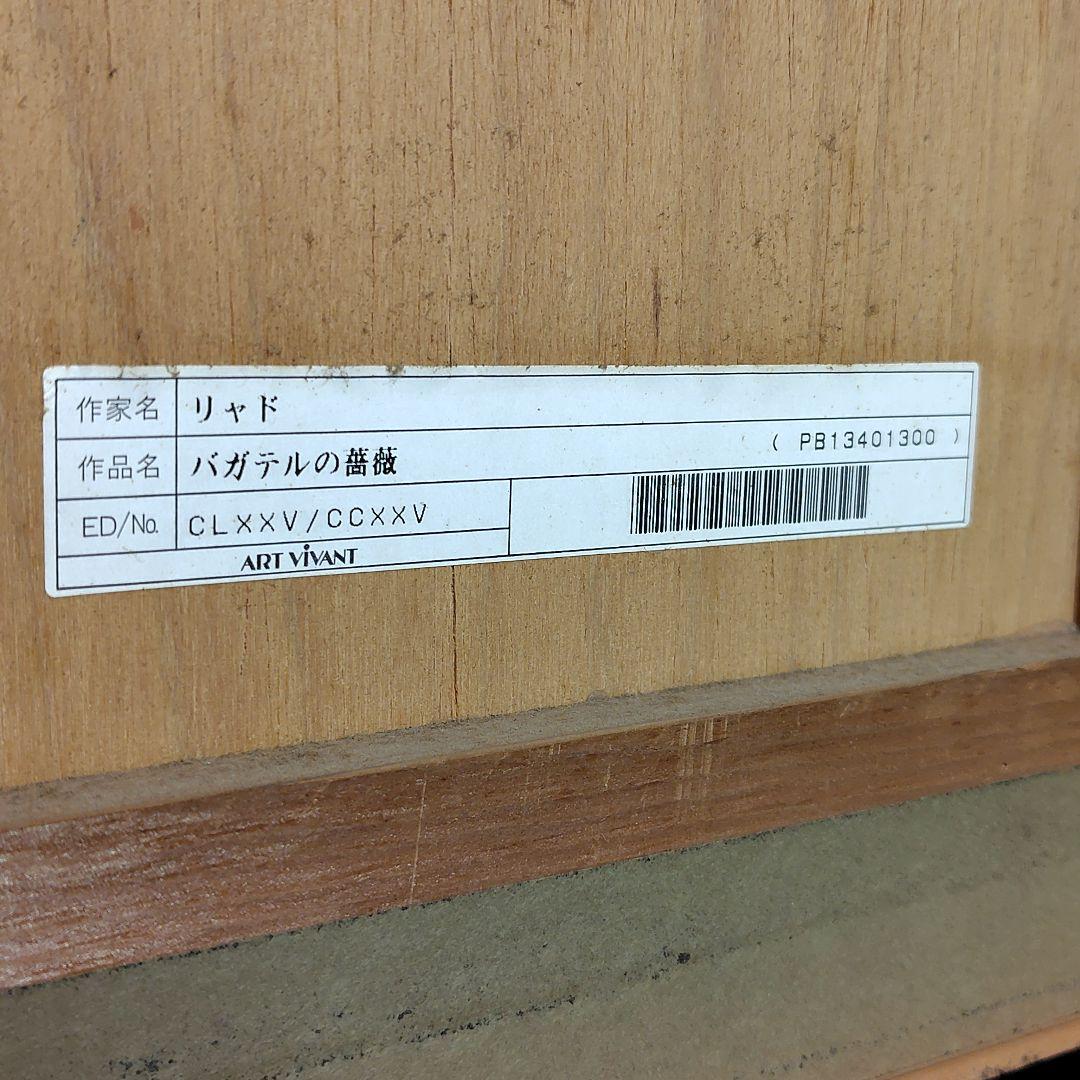 作家名 リャド
作品名 バガテルの薔薇 ( PB13401300 )
ED/No. CLXXV/CCXXV
ART ViVANT